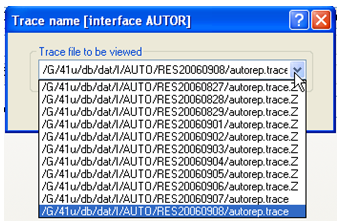 Trace name [interface AUTOR]
Trace file to be viewed
/G/41u/db/dat/I/AUTO/RES20060908/autorep.trace
/G/41u/db/dat/I/AUTO/RES20060827/autorep.trace.Z
/G/41u/db/dat/I/AUTO/RES20060828/autorep.trace.Z
/G/41u/db/dat/I/AUTO/RES20060829/autorep.trace.Z
/G/41u/db/dat/I/AUTO/RES20060901/autorep.trace.Z
/G/41u/db/dat/I/AUTO/RES20060902/autorep.trace.Z
/G/41u/db/dat/I/AUTO/RES20060903/autorep.trace.Z
/G/41u/db/dat/I/AUTO/RES20060904/autorep.trace.Z
/G/41u/db/dat/I/AUTO/RES20060905/autorep.trace.Z
/G/41u/db/dat/I/AUTO/RES20060906/autorep.trace.Z
/G/41u/db/dat/I/AUTO/RES20060907/autorep.trace
/G/41u/db/dat/I/AUTO/RES20060908/autorep.trace